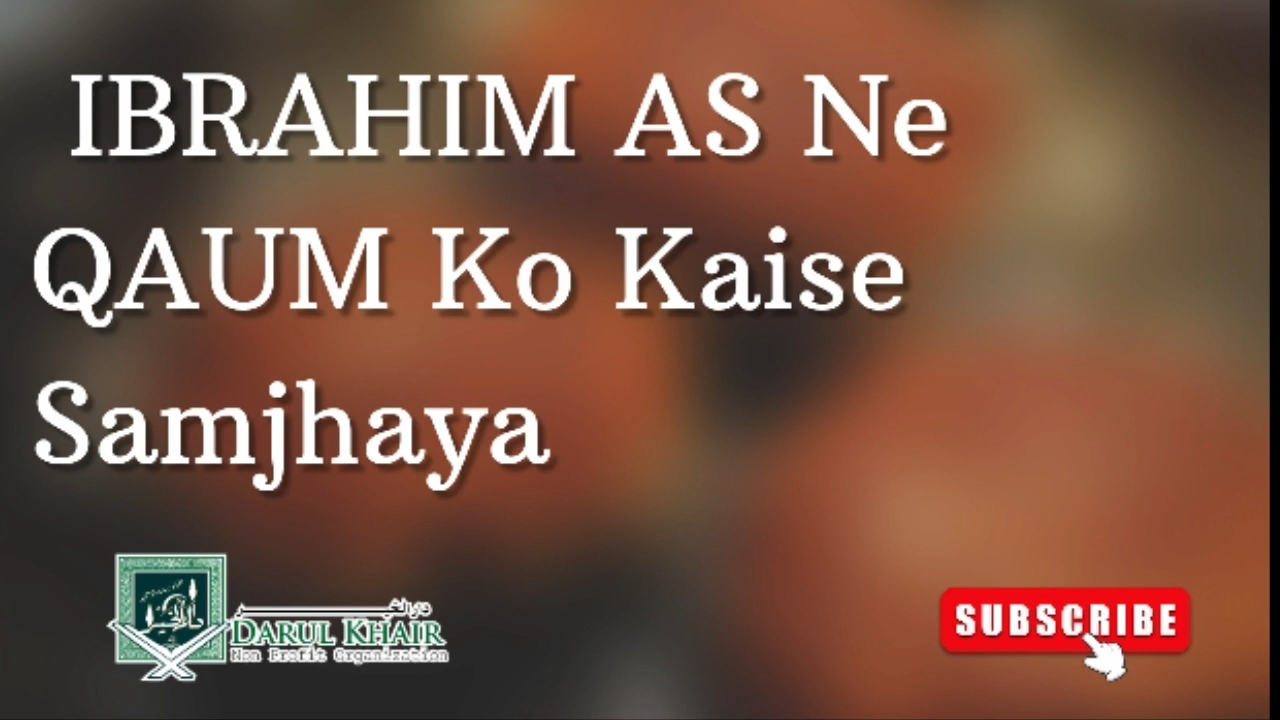 IBRAHIM AS Ne
QAUM Ko Kaise
Samjhaya
DARUL KHAIR
Non Profit Organization
SUBSCRIBE